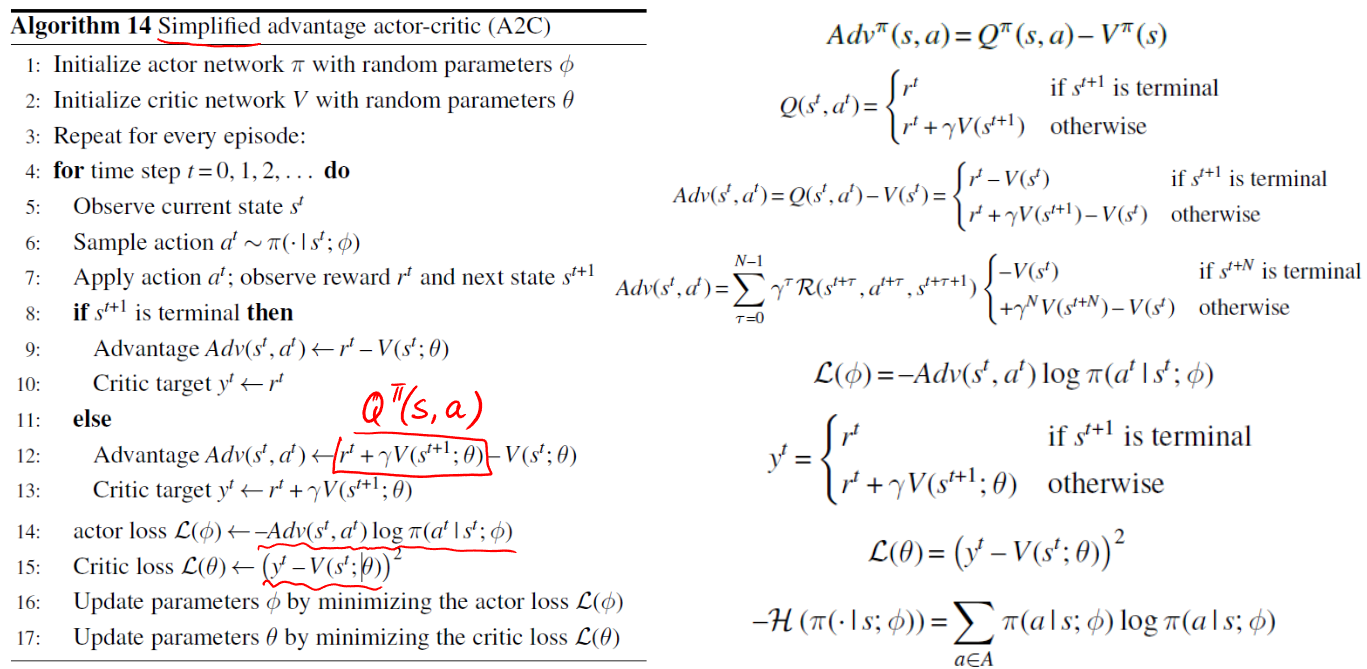 Algorithm 14 Simplified advantage actor-critic (A2C)
1: Initialize actor network π with random parameters ϕ
2: Initialize critic network V with random parameters θ
3: Repeat for every episode:
4: for time step t = 0, 1, 2, . . . do
5: Observe current state s^t
6: Sample action a^t ∼ π(· | s^t; ϕ)
7: Apply action a^t; observe reward r^t and next state s^{t+1}
8: if s^{t+1} is terminal then
9: Advantage Adv(s^t, a^t) ← r^t − V(s^t; θ)
10: Critic target y^t ← r^t
11: else
Q^π(s, a)
12: Advantage Adv(s^t, a^t) ← r^t + γV(s^{t+1}; θ) − V(s^t; θ)
13: Critic target y^t ← r^t + γV(s^{t+1}; θ)
14: actor loss ℒ(ϕ) ← −Adv(s^t, a^t) log π(a^t | s^t; ϕ)
15: Critic loss ℒ(θ) ← (y^t − V(s^t; θ))^2
16: Update parameters ϕ by minimizing the actor loss ℒ(ϕ)
17: Update parameters θ by minimizing the critic loss ℒ(θ)
Adv^π(s, a) = Q^π(s, a) − V^π(s)
Q(s^t, a^t) = { r^t if s^{t+1} is terminal
r^t + γV(s^{t+1}) otherwise
Adv(s^t, a^t) = Q(s^t, a^t) − V(s^t) = { r^t − V(s^t) if s^{t+1} is terminal
r^t + γV(s^{t+1}) − V(s^t) otherwise
Adv(s^t, a^t) = ∑_{τ=0}^{N−1} γ^τ ℛ(s^{t+τ}, a^{t+τ}, s^{t+τ+1}) { −V(s^t) if s^{t+N} is terminal
+γ^N V(s^{t+N}) − V(s^t) otherwise
ℒ(ϕ) = −Adv(s^t, a^t) log π(a^t | s^t; ϕ)
y^t = { r^t if s^{t+1} is terminal
r^t + γV(s^{t+1}; θ) otherwise
ℒ(θ) = (y^t − V(s^t; θ))^2
−ℋ(π(· | s; ϕ)) = ∑_{a∈A} π(a | s; ϕ) log π(a | s; ϕ)